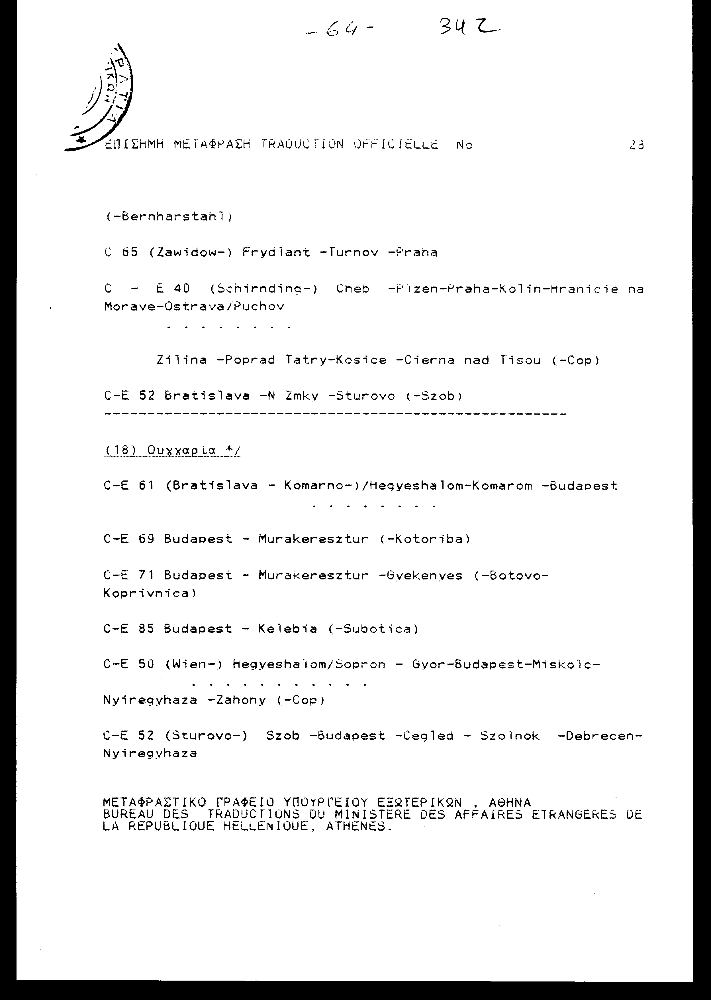 - 64 - 342
ΡΑΤΙΑ
ΙΚΩΝ
ΕΠΙΣΗΜΗ ΜΕΤΑΦΡΑΣΗ TRADUCTION OFFICIELLE No 28
(-Bernharstahl)
C 65 (Zawidow-) Frydlant -Turnov -Praha
C - E 40 (Schirnding-) Cheb -Plzen-Praha-Kolin-Hranicie na
Morave-Ostrava/Puchov
. . . . . . . .
Zilina -Poprad Tatry-Kosice -Cierna nad Tisou (-Cop)
C-E 52 Bratislava -N Zmky -Sturovo (-Szob)
------------------------------------------------------
(18) Ουγγαρία */
C-E 61 (Bratislava - Komarno-)/Hegyeshalom-Komarom -Budapest
. . . . . . . .
C-E 69 Budapest - Murakeresztur (-Kotoriba)
C-E 71 Budapest - Murakeresztur -Gyekenyes (-Botovo-
Koprivnica)
C-E 85 Budapest - Kelebia (-Subotica)
C-E 50 (Wien-) Hegyeshalom/Sopron - Gyor-Budapest-Miskolc-
. . . . . . . . . . .
Nyiregyhaza -Zahony (-Cop)
C-E 52 (Sturovo-) Szob -Budapest -Cegled - Szolnok -Debrecen-
Nyiregyhaza
ΜΕΤΑΦΡΑΣΤΙΚΟ ΓΡΑΦΕΙΟ ΥΠΟΥΡΓΕΙΟΥ ΕΞΩΤΕΡΙΚΩΝ , ΑΘΗΝΑ
BUREAU DES TRADUCTIONS DU MINISTERE DES AFFAIRES ETRANGERES DE
LA REPUBLIQUE HELLENIQUE, ATHENES.